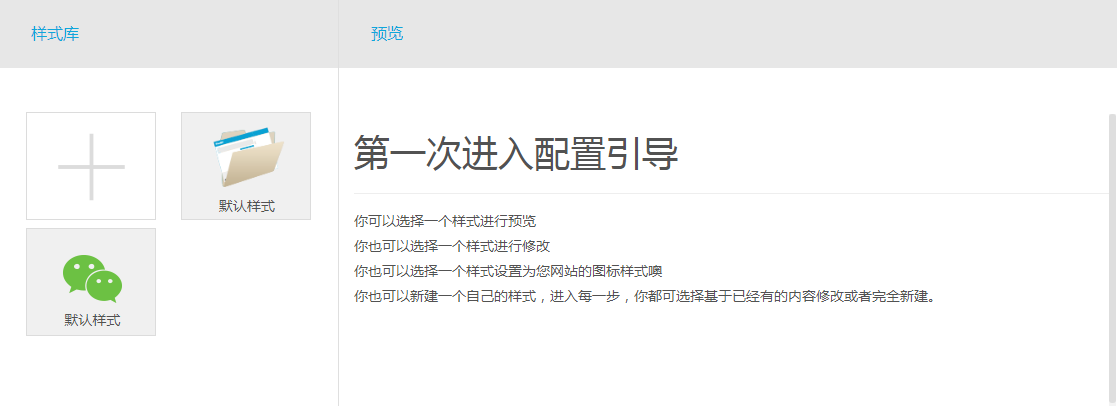 样式库
预览
默认样式
默认样式
第一次进入配置引导
你可以选择一个样式进行预览
你也可以选择一个样式进行修改
你也可以选择一个样式设置为您网站的图标样式噢
你也可以新建一个自己的样式，进入每一步，你都可选择基于已经有的内容修改或者完全新建。